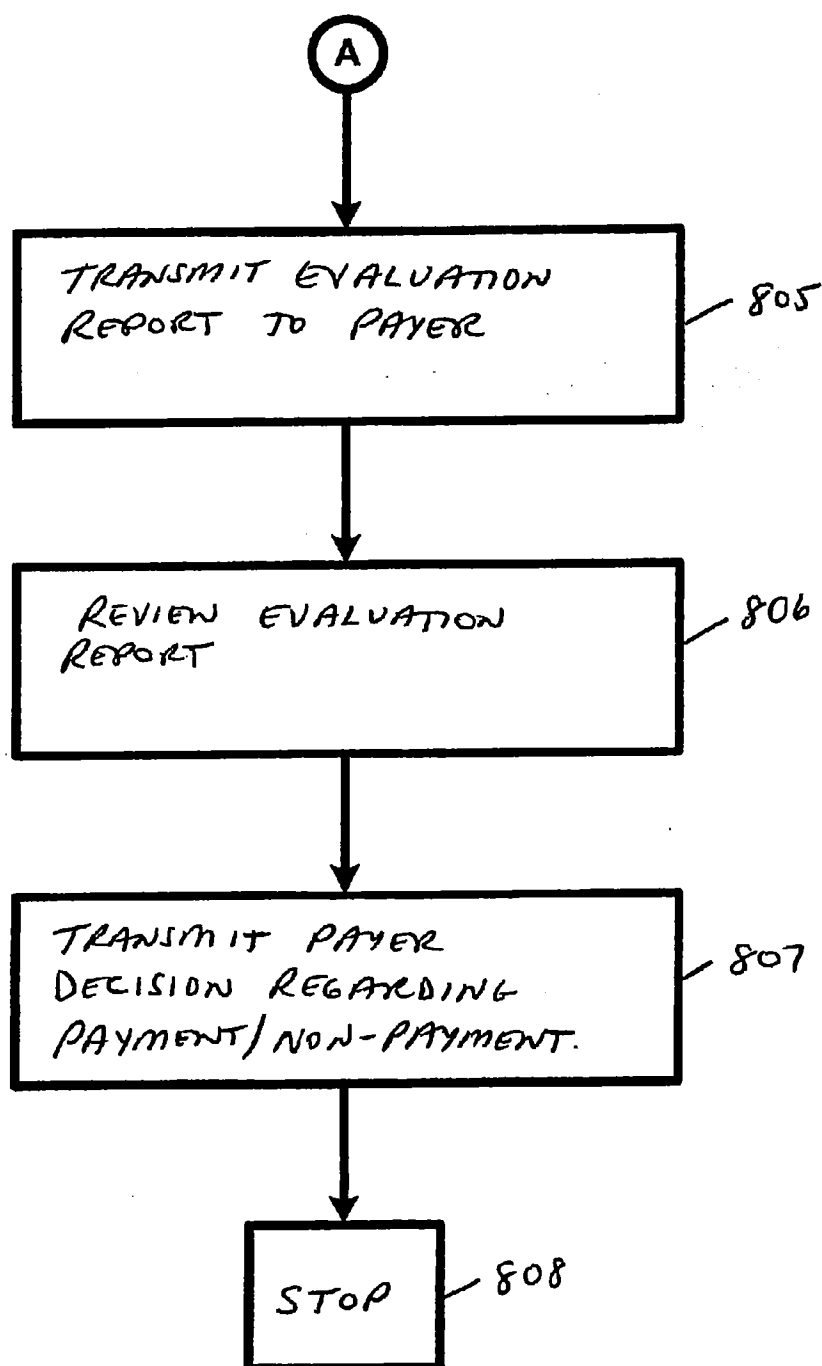 A
TRANSMIT EVALUATION
REPORT TO PAYER
805
REVIEW EVALUATION
REPORT
806
TRANSMIT PAYER
DECISION REGARDING
PAYMENT/NON-PAYMENT.
807
STOP
808